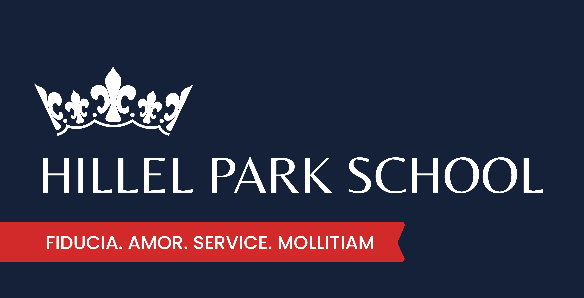 HILLEL PARK SCHOOL
FIDUCIA. AMOR. SERVICE. MOLLITIAM